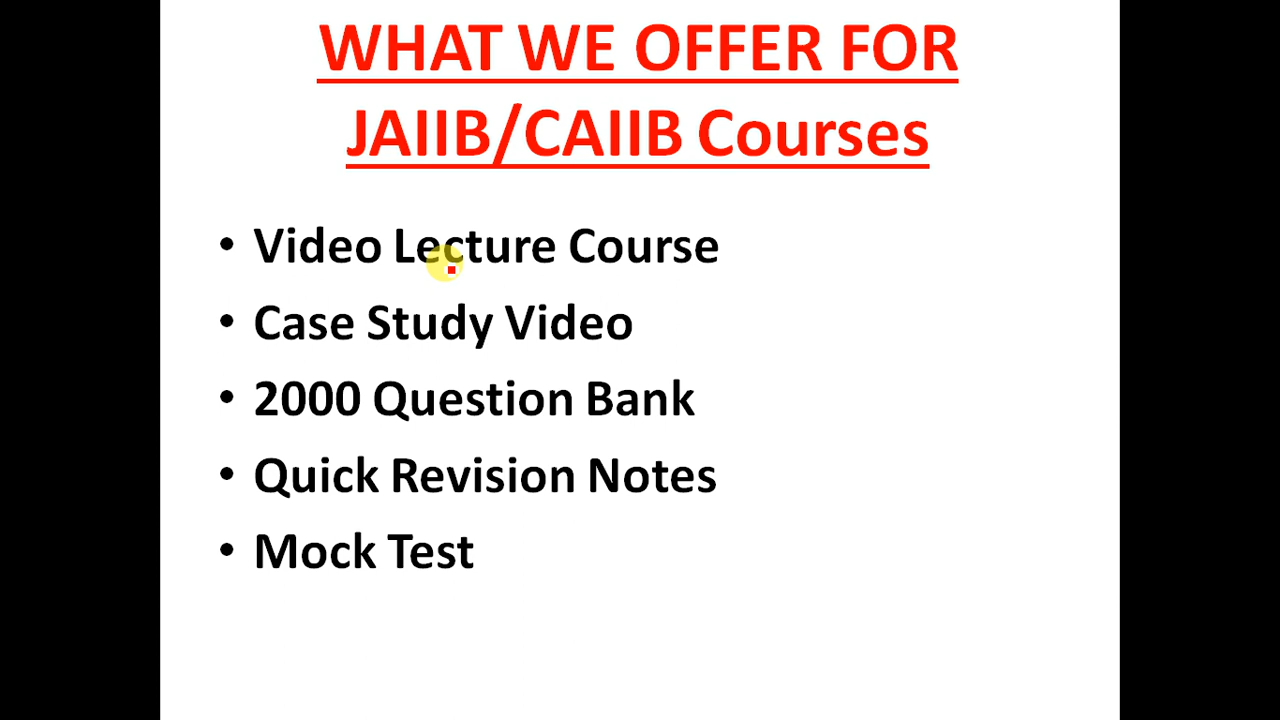 WHAT WE OFFER FOR
JAIIB/CAIIB Courses
• Video Lecture Course
• Case Study Video
• 2000 Question Bank
• Quick Revision Notes
• Mock Test